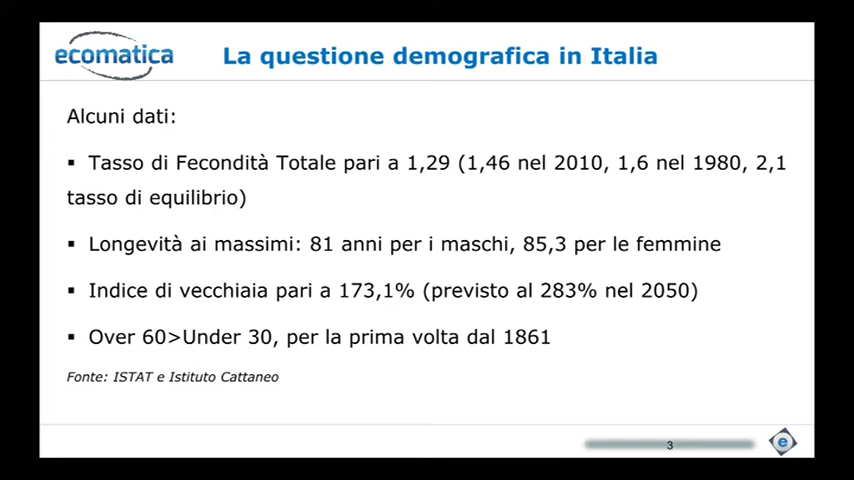 ecomatica
La questione demografica in Italia
Alcuni dati:
▪ Tasso di Fecondità Totale pari a 1,29 (1,46 nel 2010, 1,6 nel 1980, 2,1
tasso di equilibrio)
▪ Longevità ai massimi: 81 anni per i maschi, 85,3 per le femmine
▪ Indice di vecchiaia pari a 173,1% (previsto al 283% nel 2050)
▪ Over 60>Under 30, per la prima volta dal 1861
Fonte: ISTAT e Istituto Cattaneo
3
e